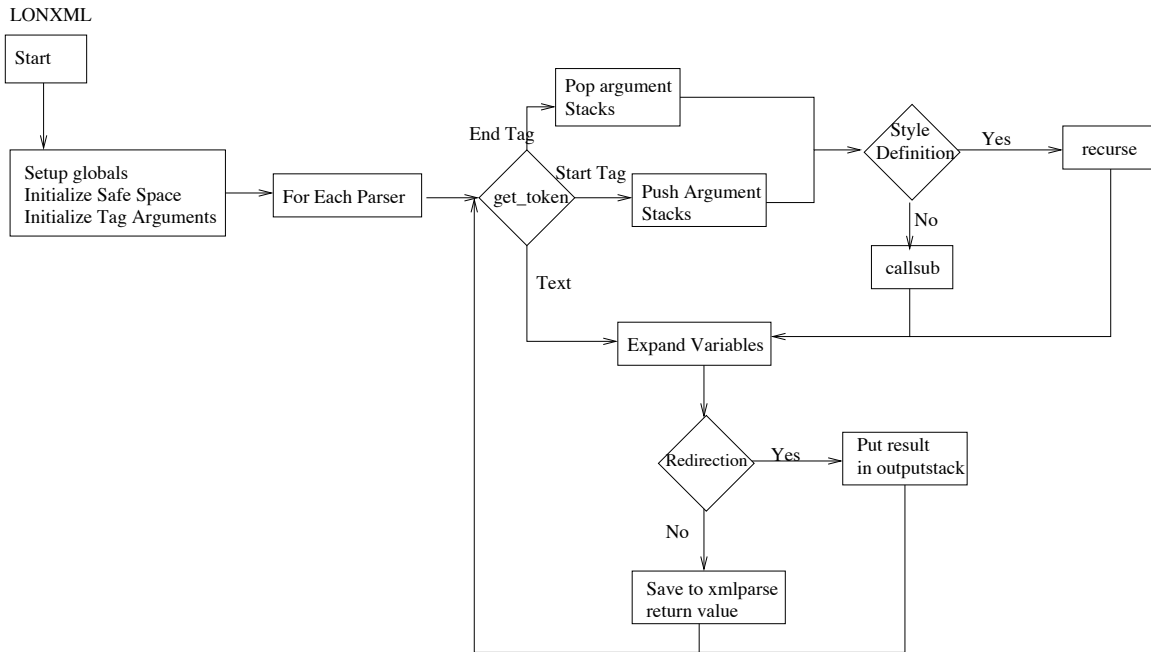 LONXML
Start
Pop argument
Stacks
End Tag
Style
Definition
Yes
recurse
Setup globals
Initialize Safe Space
Initialize Tag Arguments
For Each Parser
get_token
Start Tag
Push Argument
Stacks
No
callsub
Text
Expand Variables
Redirection
Yes
Put result
in outputstack
No
Save to xmlparse
return value